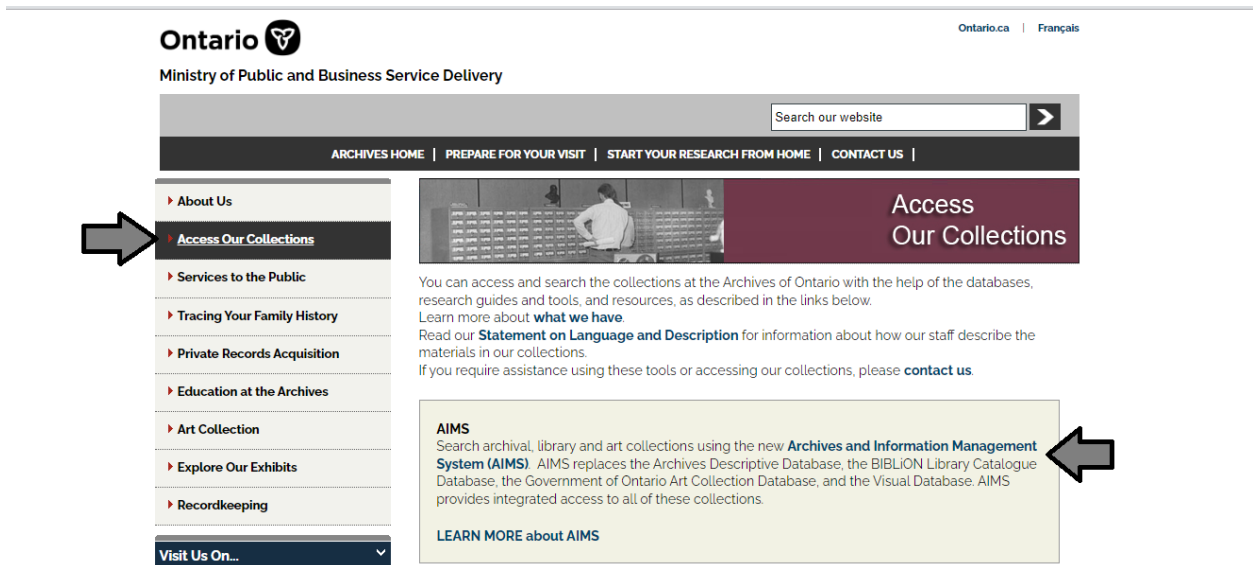 Ontario
Ontario.ca | Français
Ministry of Public and Business Service Delivery
Search our website
ARCHIVES HOME | PREPARE FOR YOUR VISIT | START YOUR RESEARCH FROM HOME | CONTACT US |
About Us
Access Our Collections
Services to the Public
Tracing Your Family History
Private Records Acquisition
Education at the Archives
Art Collection
Explore Our Exhibits
Recordkeeping
Visit Us On...
Access
Our Collections
You can access and search the collections at the Archives of Ontario with the help of the databases,
research guides and tools, and resources, as described in the links below.
Learn more about what we have.
Read our Statement on Language and Description for information about how our staff describe the
materials in our collections.
If you require assistance using these tools or accessing our collections, please contact us.
AIMS
Search archival, library and art collections using the new Archives and Information Management
System (AIMS). AIMS replaces the Archives Descriptive Database, the BIBLiON Library Catalogue
Database, the Government of Ontario Art Collection Database, and the Visual Database. AIMS
provides integrated access to all of these collections.
LEARN MORE about AIMS